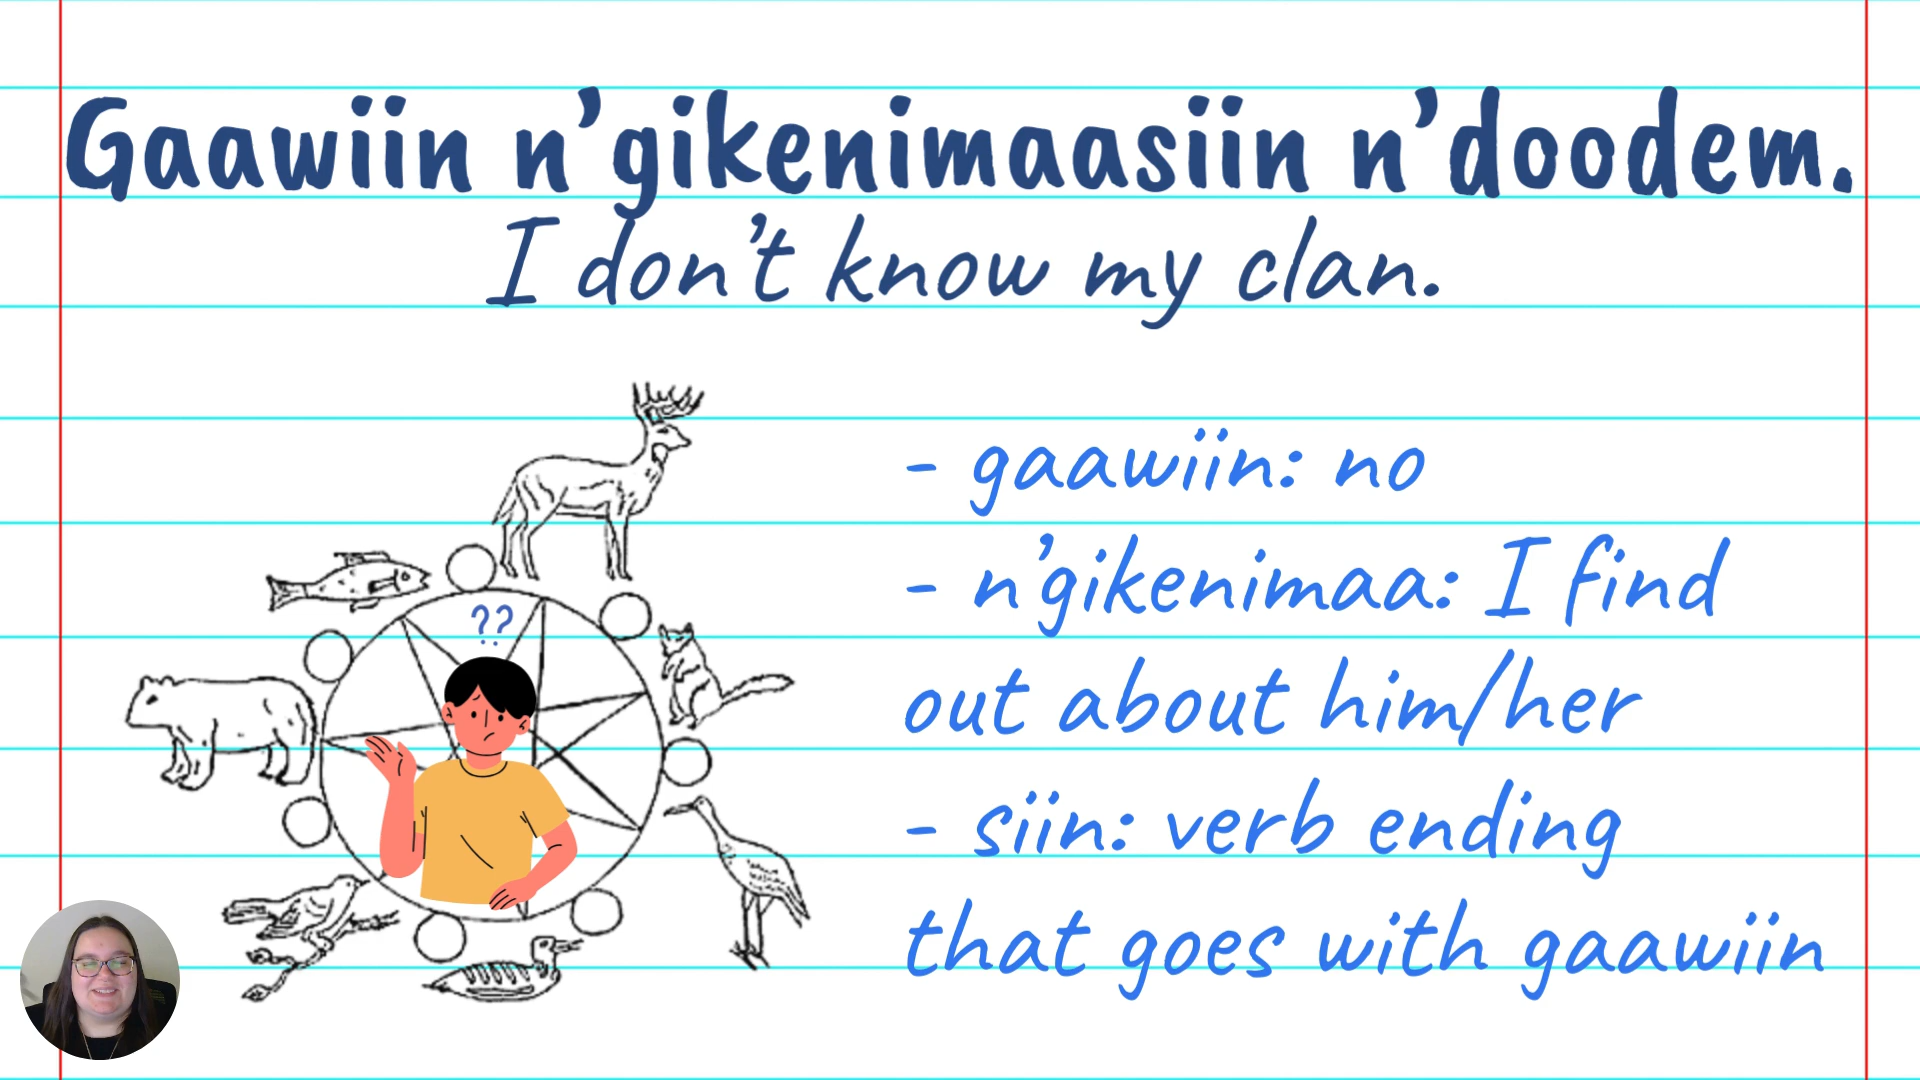 Gaawiin n’gikenimaasiin n’doodem.
I don’t know my clan.
??
- gaawiin: no
- n’gikenimaa: I find
out about him/her
- siin: verb ending
that goes with gaawiin